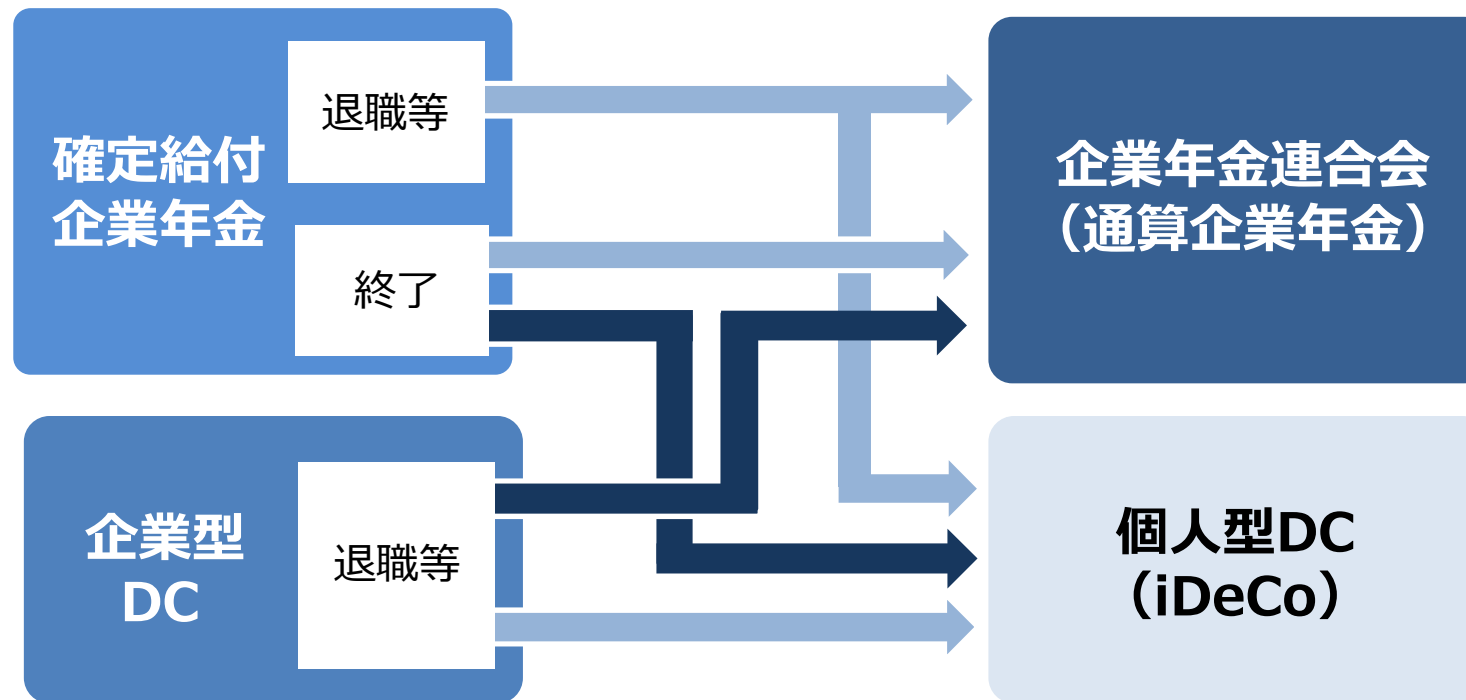 確定給付
企業年金
退職等
終了
企業年金連合会
（通算企業年金）
企業型
DC
退職等
個人型DC
（iDeCo）